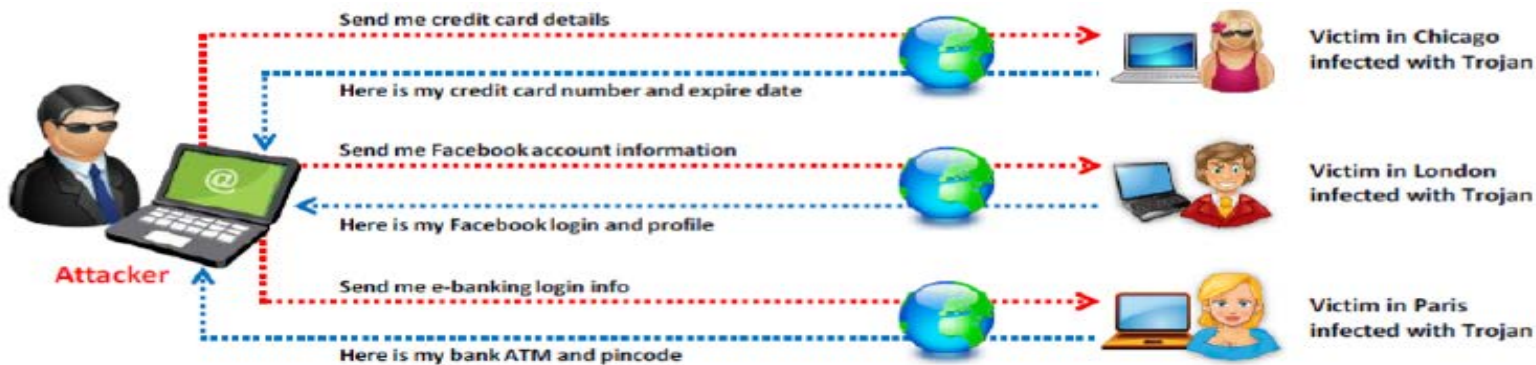 Send me credit card details
Victim in Chicago
infected with Trojan
Here is my credit card number and expire date
Send me Facebook account information
@
Victim in London
infected with Trojan
Here is my Facebook login and profile
Attacker
Send me e-banking login info
Victim in Paris
infected with Trojan
Here is my bank ATM and pincode